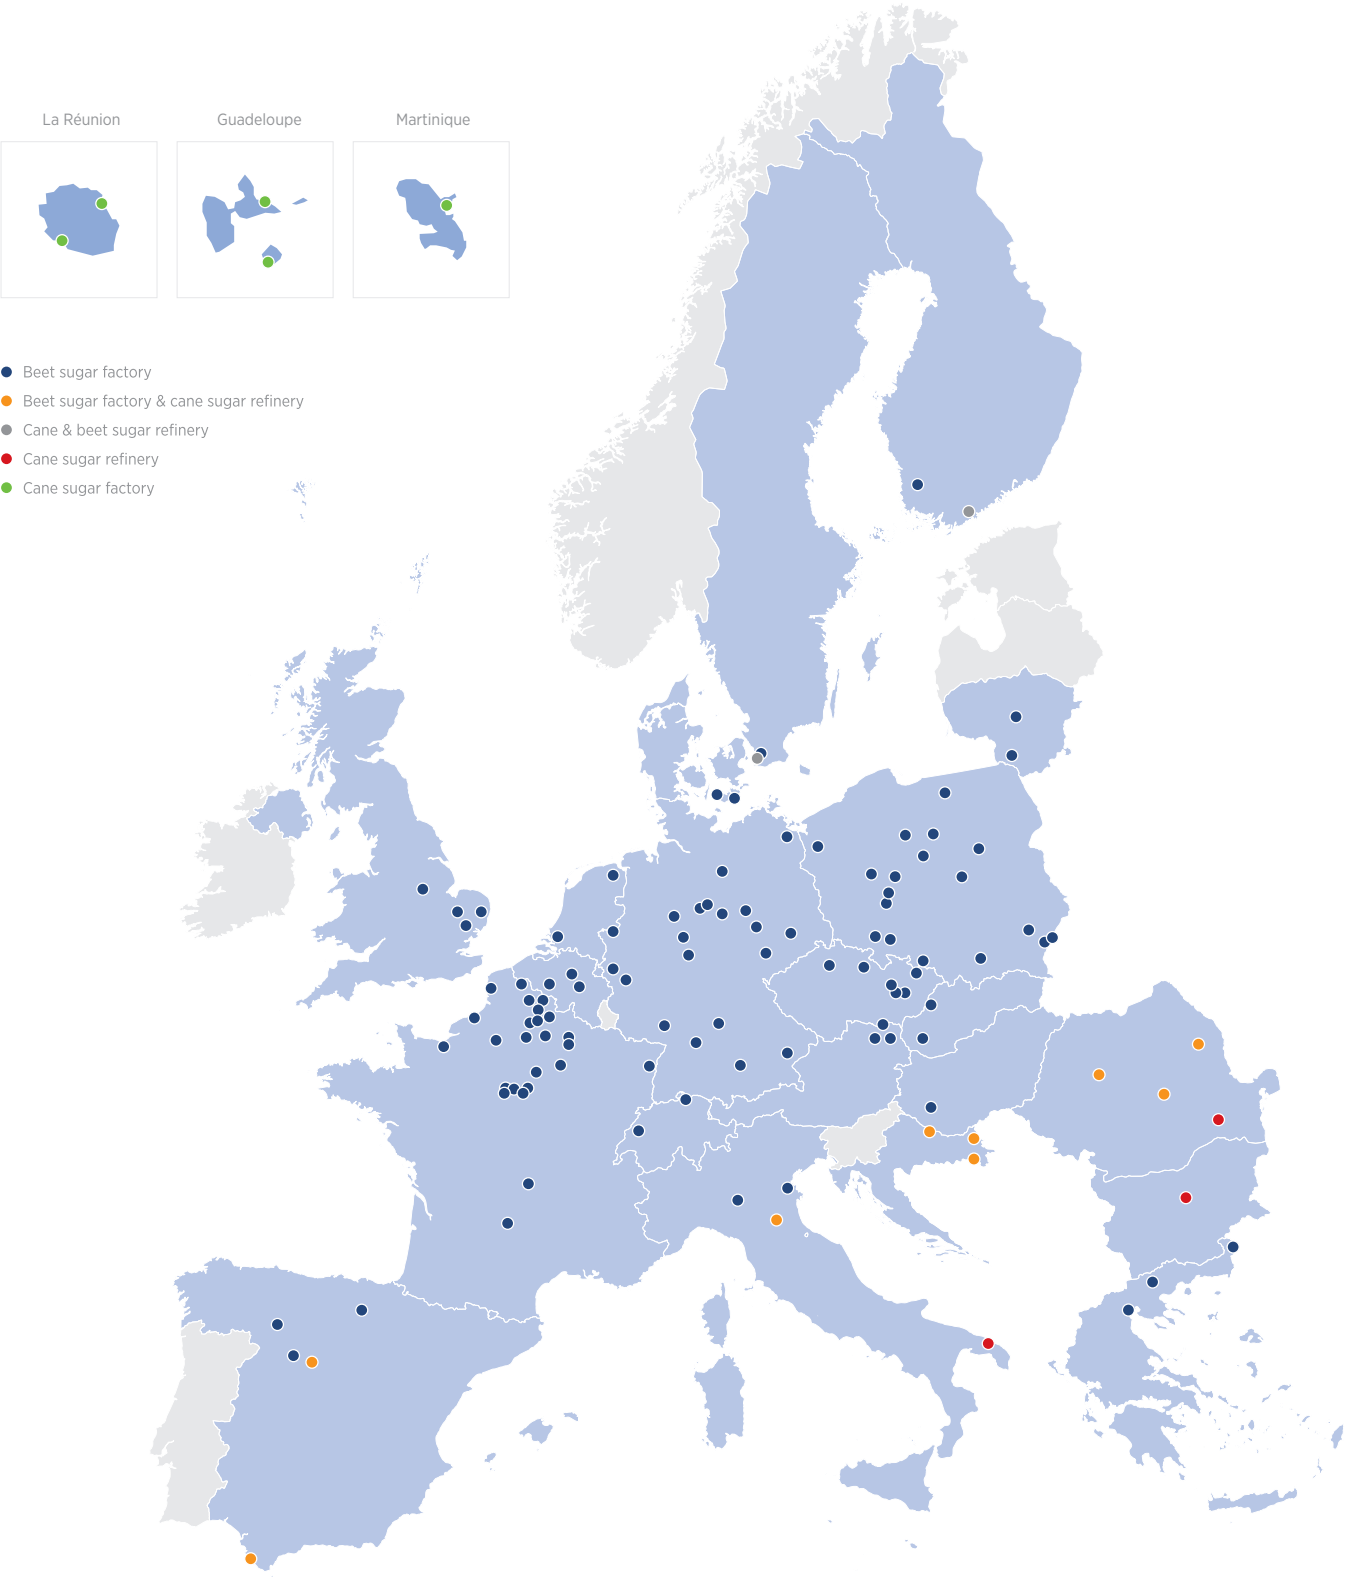 La Réunion
Guadeloupe
Martinique
Beet sugar factory
Beet sugar factory & cane sugar refinery
Cane & beet sugar refinery
Cane sugar refinery
Cane sugar factory